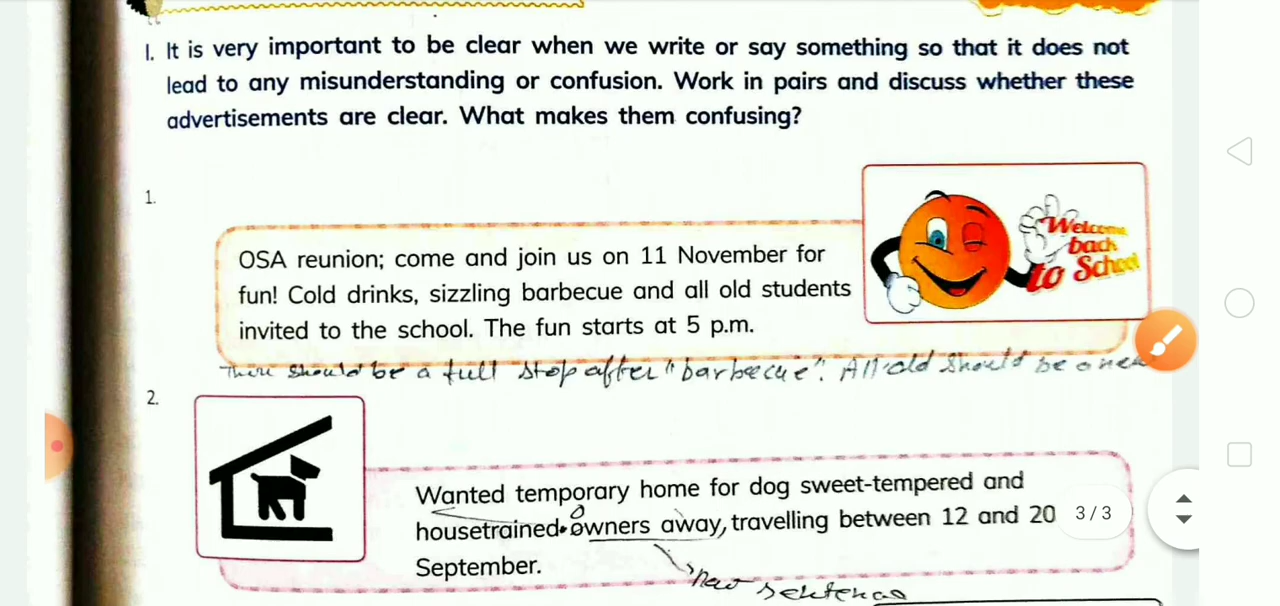 I. It is very important to be clear when we write or say something so that it does not
lead to any misunderstanding or confusion. Work in pairs and discuss whether these
advertisements are clear. What makes them confusing?
1.
Welcome
back
to School
OSA reunion; come and join us on 11 November for
fun! Cold drinks, sizzling barbecue and all old students
invited to the school. The fun starts at 5 p.m.
There should be a full stop after "barbecue". All old should be a new
2.
Wanted temporary home for dog sweet-tempered and
housetrained. owners away, travelling between 12 and 20
September.
new sentence
3/3